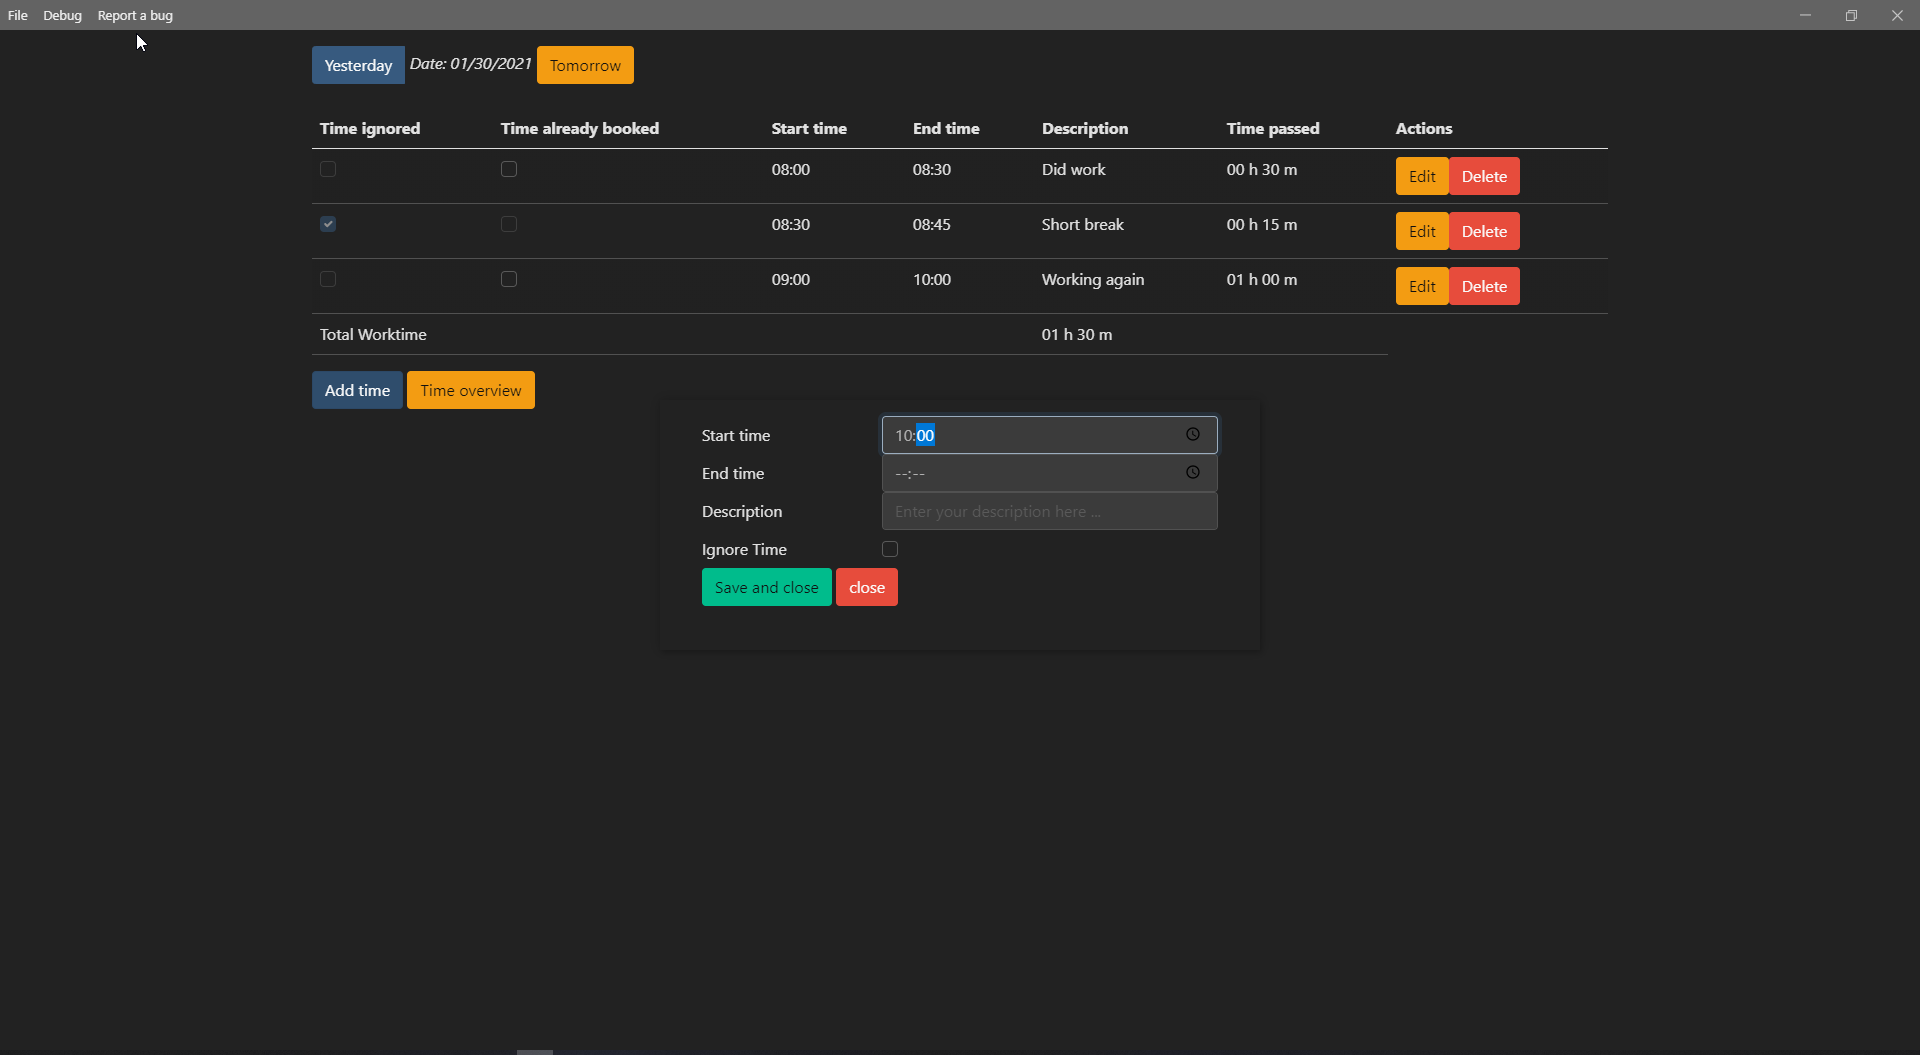 File Debug Report a bug
Yesterday Date: 01/30/2021 Tomorrow
Time ignored Time already booked Start time End time Description Time passed Actions
08:00 08:30 Did work 00 h 30 m Edit Delete
08:30 08:45 Short break 00 h 15 m Edit Delete
09:00 10:00 Working again 01 h 00 m Edit Delete
Total Worktime 01 h 30 m
Add time Time overview
Start time 10:00
End time --:--
Description Enter your description here ...
Ignore Time
Save and close close